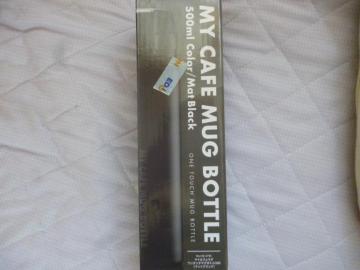 MY CAFE MUG BOTTLE
500ml Color/Mat Black
ONE TOUCH MUG BOTTLE